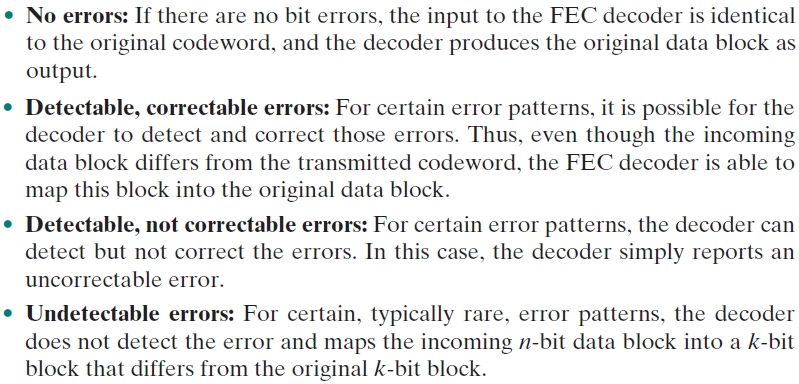 • No errors: If there are no bit errors, the input to the FEC decoder is identical
to the original codeword, and the decoder produces the original data block as
output.
• Detectable, correctable errors: For certain error patterns, it is possible for the
decoder to detect and correct those errors. Thus, even though the incoming
data block differs from the transmitted codeword, the FEC decoder is able to
map this block into the original data block.
• Detectable, not correctable errors: For certain error patterns, the decoder can
detect but not correct the errors. In this case, the decoder simply reports an
uncorrectable error.
• Undetectable errors: For certain, typically rare, error patterns, the decoder
does not detect the error and maps the incoming n-bit data block into a k-bit
block that differs from the original k-bit block.